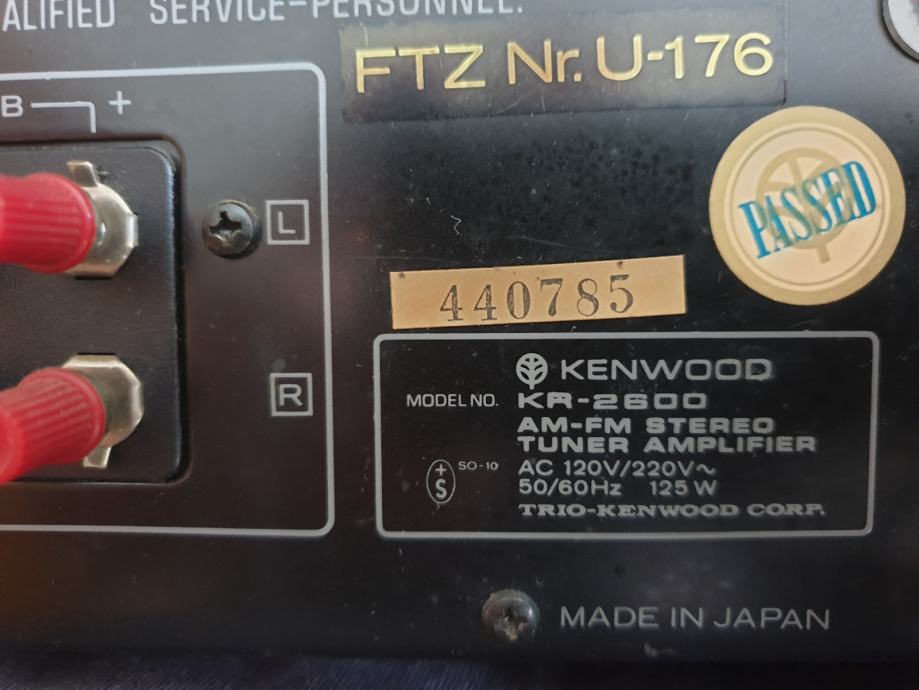 ALIFIED SERVICE-PERSONNEL.
FTZ Nr. U-176
B +
L
PASSED
440785
KENWOOD
R
MODEL NO. KR-2600
AM-FM STEREO
TUNER AMPLIFIER
+
S
SO-10
AC 120V/220V~
50/60Hz 125W
TRIO-KENWOOD CORP.
MADE IN JAPAN